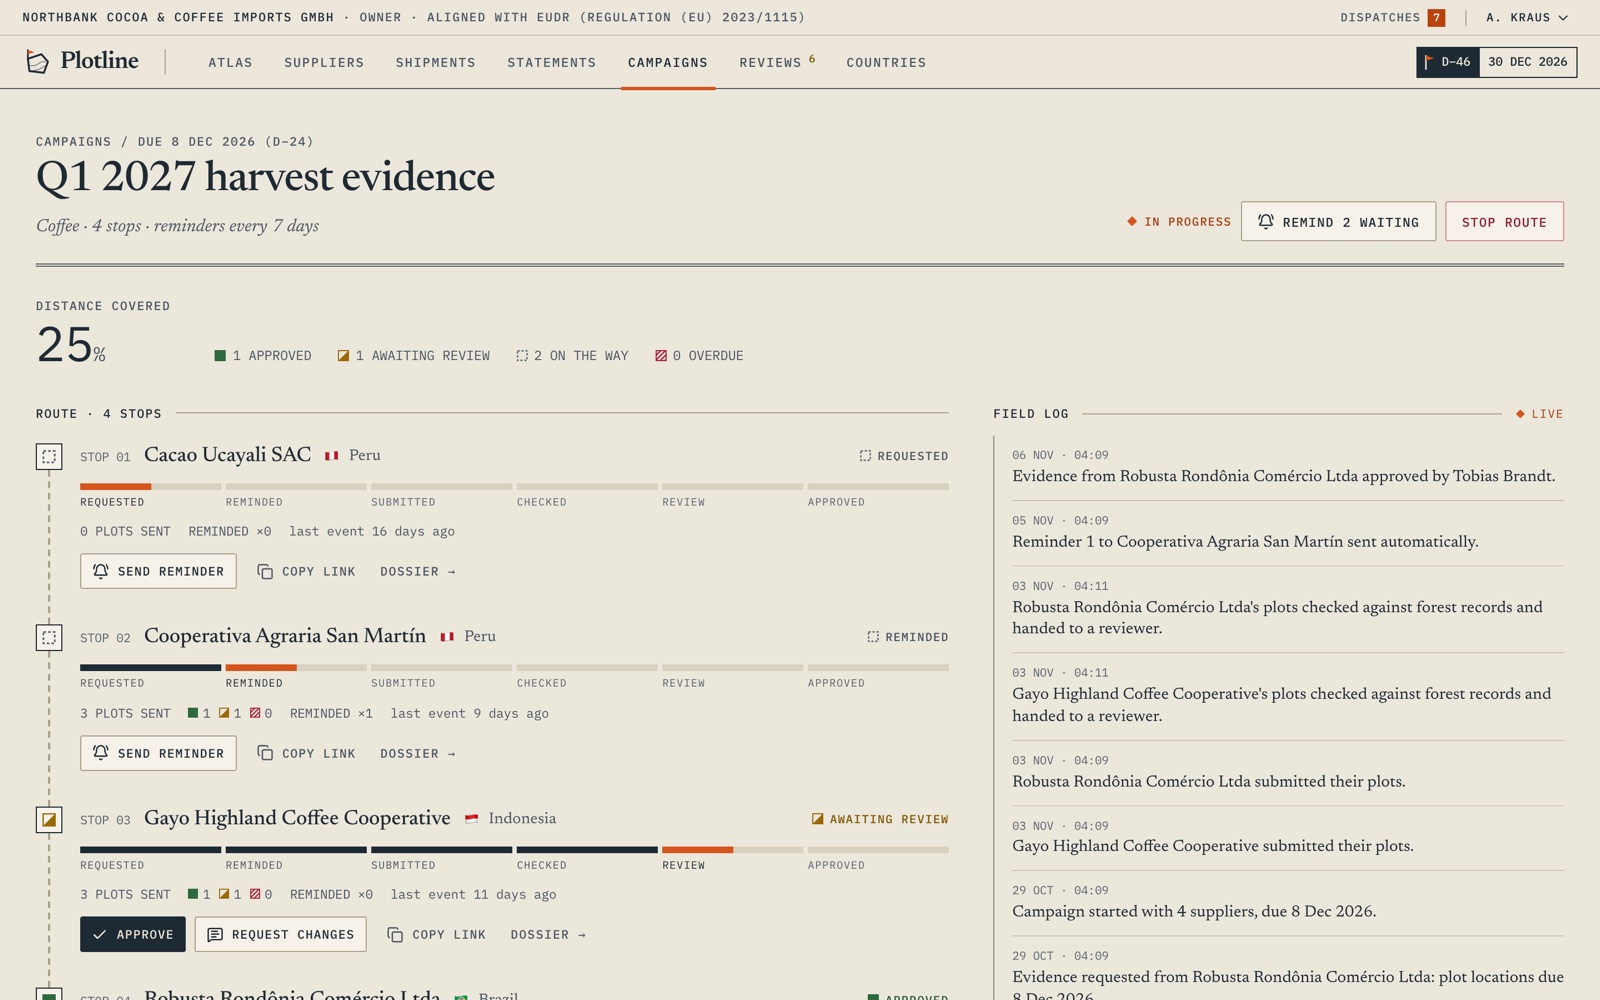 NORTHBANK COCOA & COFFEE IMPORTS GMBH · OWNER · ALIGNED WITH EUDR (REGULATION (EU) 2023/1115)
DISPATCHES 7
A. KRAUS
Plotline
ATLAS SUPPLIERS SHIPMENTS STATEMENTS CAMPAIGNS REVIEWS 6 COUNTRIES
D−46 30 DEC 2026
CAMPAIGNS / DUE 8 DEC 2026 (D−24)
Q1 2027 harvest evidence
Coffee · 4 stops · reminders every 7 days
IN PROGRESS
REMIND 2 WAITING
STOP ROUTE
DISTANCE COVERED
25%
1 APPROVED 1 AWAITING REVIEW 2 ON THE WAY 0 OVERDUE
ROUTE · 4 STOPS
STOP 01 Cacao Ucayali SAC Peru REQUESTED
REQUESTED REMINDED SUBMITTED CHECKED REVIEW APPROVED
0 PLOTS SENT REMINDED ×0 last event 16 days ago
SEND REMINDER COPY LINK DOSSIER →
STOP 02 Cooperativa Agraria San Martín Peru REMINDED
REQUESTED REMINDED SUBMITTED CHECKED REVIEW APPROVED
3 PLOTS SENT 1 1 0 REMINDED ×1 last event 9 days ago
SEND REMINDER COPY LINK DOSSIER →
STOP 03 Gayo Highland Coffee Cooperative Indonesia AWAITING REVIEW
REQUESTED REMINDED SUBMITTED CHECKED REVIEW APPROVED
3 PLOTS SENT 1 1 0 REMINDED ×0 last event 11 days ago
APPROVE REQUEST CHANGES COPY LINK DOSSIER →
STOP 04 Robusta Rondônia Comércio Ltda Brazil APPROVED
FIELD LOG
LIVE
06 NOV · 04:09
Evidence from Robusta Rondônia Comércio Ltda approved by Tobias Brandt.
05 NOV · 04:09
Reminder 1 to Cooperativa Agraria San Martín sent automatically.
03 NOV · 04:11
Robusta Rondônia Comércio Ltda's plots checked against forest records and
handed to a reviewer.
03 NOV · 04:11
Gayo Highland Coffee Cooperative's plots checked against forest records and
handed to a reviewer.
03 NOV · 04:09
Robusta Rondônia Comércio Ltda submitted their plots.
03 NOV · 04:09
Gayo Highland Coffee Cooperative submitted their plots.
29 OCT · 04:09
Campaign started with 4 suppliers, due 8 Dec 2026.
29 OCT · 04:09
Evidence requested from Robusta Rondônia Comércio Ltda: plot locations due
8 Dec 2026.